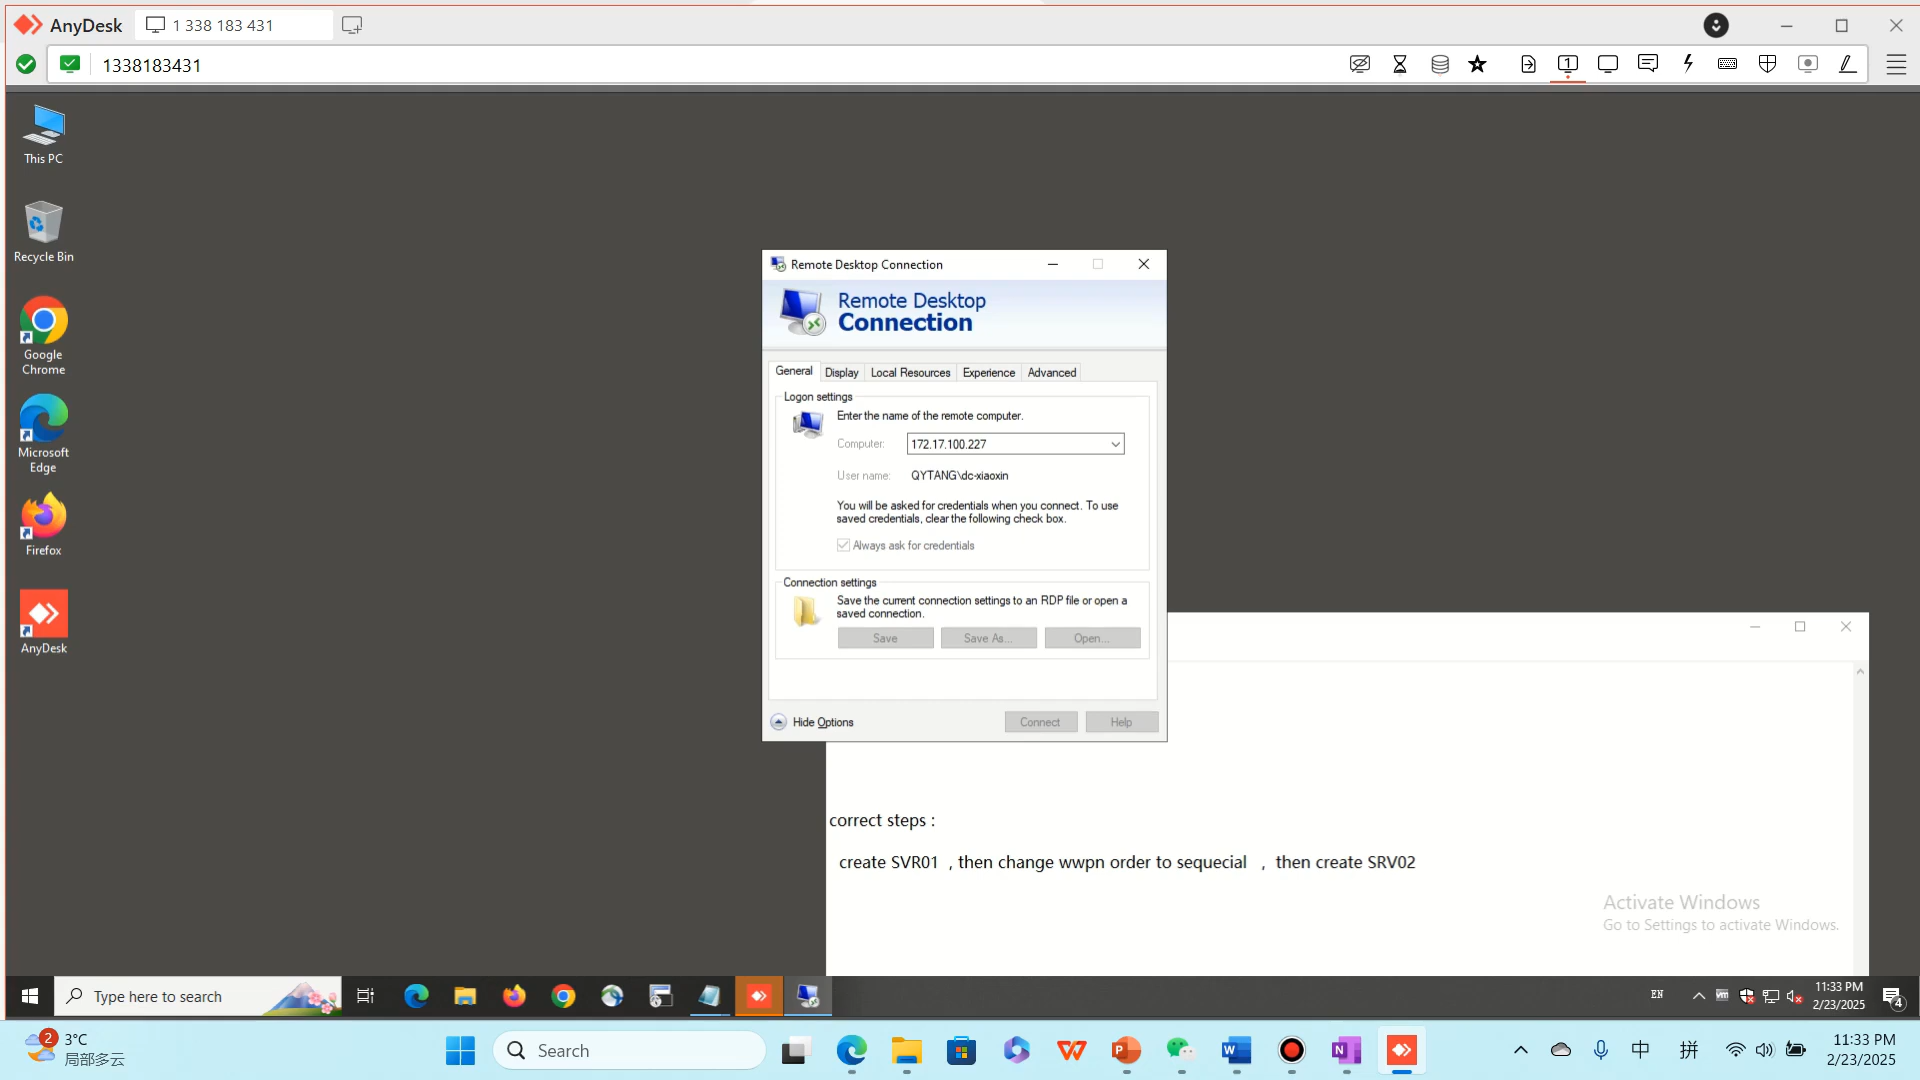 AnyDesk
1 338 183 431
1338183431
1
This PC
Recycle Bin
Google
Chrome
Microsoft
Edge
Firefox
AnyDesk
Remote Desktop Connection
Remote Desktop
Connection
General
Display
Local Resources
Experience
Advanced
Logon settings
Enter the name of the remote computer.
Computer:
172.17.100.227
User name:
QYTANG\dc-xiaoxin
You will be asked for credentials when you connect. To use
saved credentials, clear the following check box.
Always ask for credentials
Connection settings
Save the current connection settings to an RDP file or open a
saved connection.
Save
Save As...
Open...
Hide Options
Connect
Help
correct steps :
create SVR01 , then change wwpn order to sequecial , then create SRV02
Activate Windows
Go to Settings to activate Windows.
Type here to search
EN
vm
11:33 PM
2/23/2025
4
2
3°C
局部多云
Search
中
拼
11:33 PM
2/23/2025